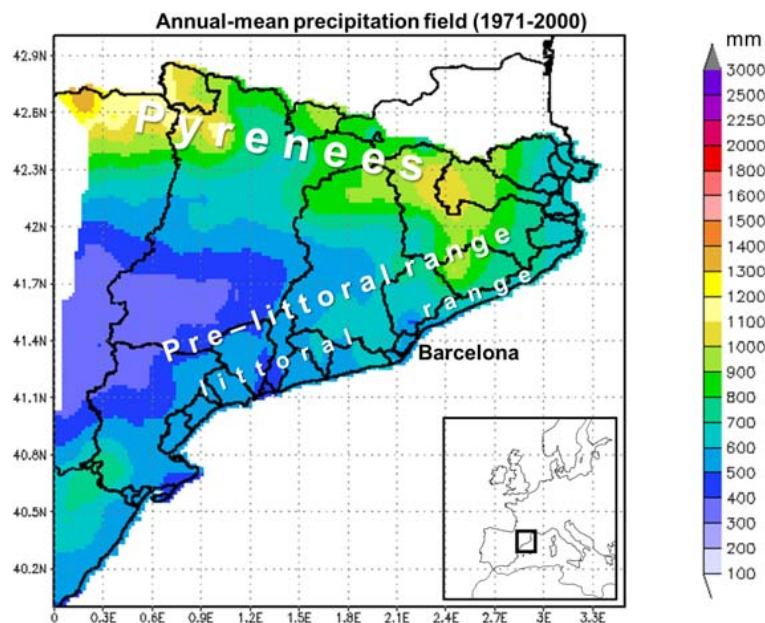 Annual-mean precipitation field (1971-2000)
mm
42.9N
42.6N
42.3N
42N
41.7N
41.4N
41.1N
40.8N
40.5N
40.2N
0
0.3E
0.6E
0.9E
1.2E
1.5E
1.8E
2.1E
2.4E
2.7E
3E
3.3E
Pyrenees
Pre-littoral range
littoral range
Barcelona
3000
2500
2000
1800
1600
1500
1400
1300
1200
1100
1000
900
800
700
600
500
400
300
200
100